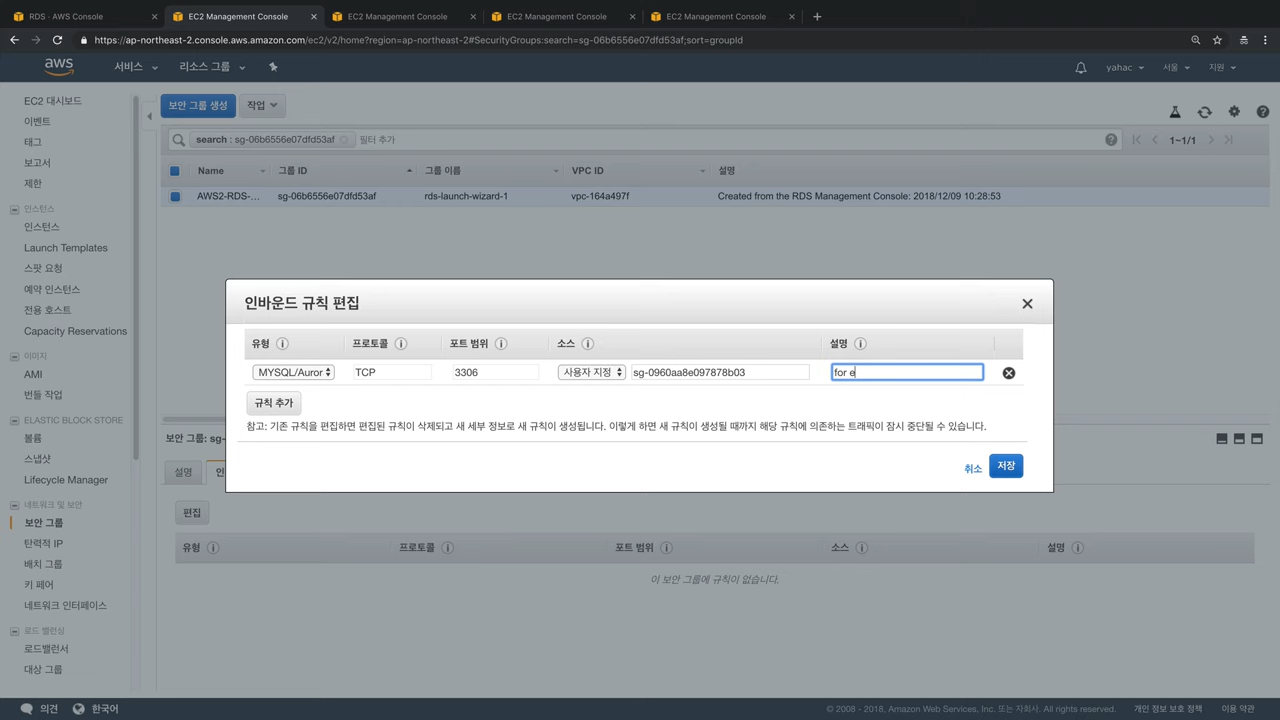 RDS - AWS Console
EC2 Management Console
EC2 Management Console
EC2 Management Console
EC2 Management Console
https://ap-northeast-2.console.aws.amazon.com/ec2/v2/home?region=ap-northeast-2#SecurityGroups:search=sg-06b6556e07dfd53af;sort=groupId
aws
서비스
리소스 그룹
yahac
서울
지원
EC2 대시보드
이벤트
태그
보고서
제한
인스턴스
인스턴스
Launch Templates
스팟 요청
예약 인스턴스
전용 호스트
Capacity Reservations
이미지
AMI
번들 작업
ELASTIC BLOCK STORE
볼륨
스냅샷
Lifecycle Manager
네트워크 및 보안
보안 그룹
탄력적 IP
배치 그룹
키 페어
네트워크 인터페이스
로드 밸런싱
로드밸런서
대상 그룹
보안 그룹 생성
작업
search : sg-06b6556e07dfd53af
필터 추가
1~1/1
Name
그룹 ID
그룹 이름
VPC ID
설명
AWS2-RDS-...
sg-06b6556e07dfd53af
rds-launch-wizard-1
vpc-164a497f
Created from the RDS Management Console: 2018/12/09 10:28:53
인바운드 규칙 편집
유형
프로토콜
포트 범위
소스
설명
MYSQL/Auror
TCP
3306
사용자 지정
sg-0960aa8e097878b03
for e
규칙 추가
참고: 기존 규칙을 편집하면 편집된 규칙이 삭제되고 새 세부 정보로 새 규칙이 생성됩니다. 이렇게 하면 새 규칙이 생성될 때까지 해당 규칙에 의존하는 트래픽이 잠시 중단될 수 있습니다.
취소
저장
보안 그룹: sg-
설명
인
편집
유형
프로토콜
포트 범위
소스
설명
이 보안 그룹에 규칙이 없습니다.
의견
한국어
© 2008 - 2018, Amazon Web Services, Inc. 또는 자회사. All rights reserved.
개인 정보 보호 정책
이용 약관